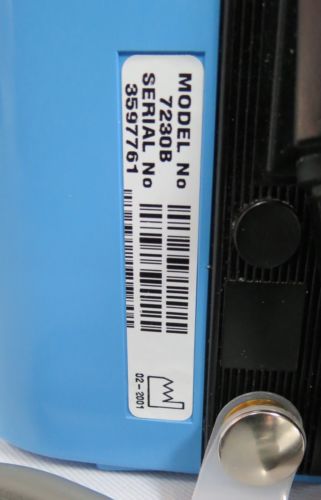 MODEL No
7230B
SERIAL No
3597761
02-2001